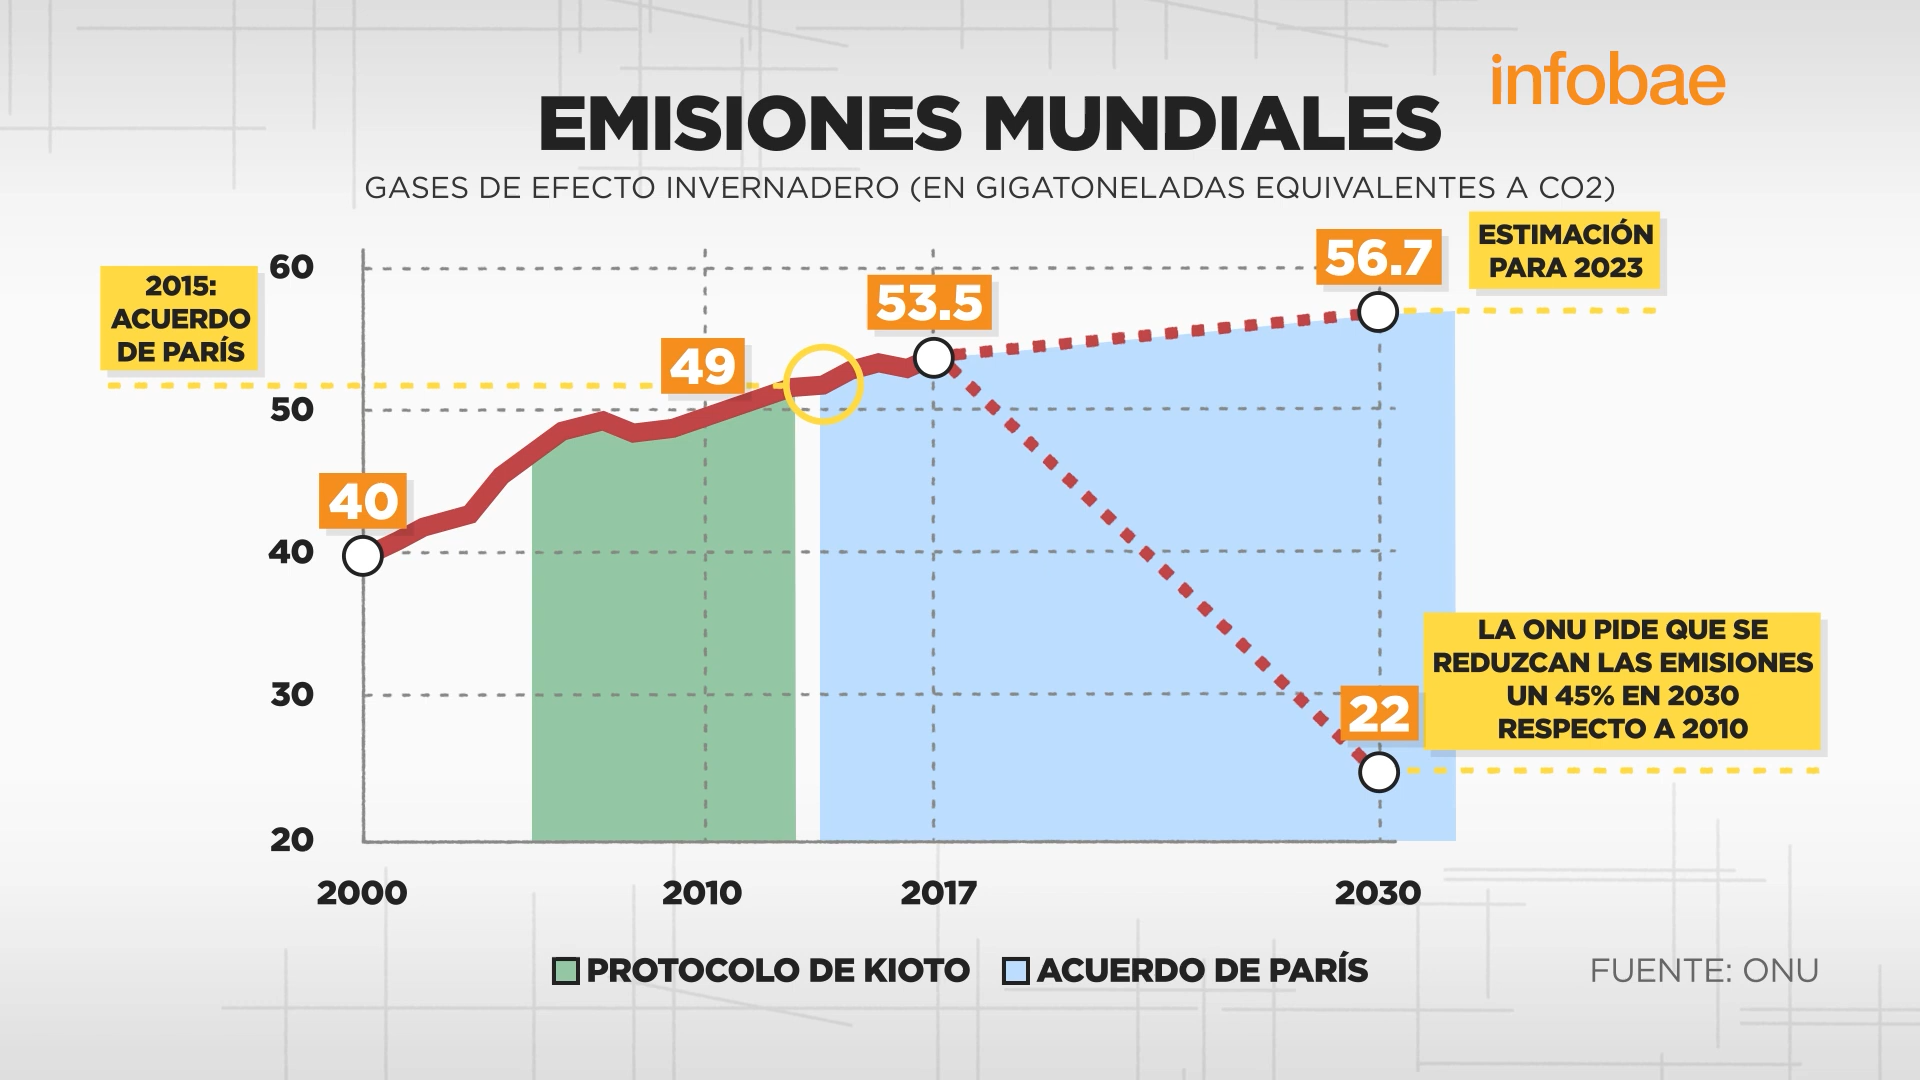 infobae
EMISIONES MUNDIALES
GASES DE EFECTO INVERNADERO (EN GIGATONELADAS EQUIVALENTES A CO2)
ESTIMACIÓN
PARA 2023
56.7
60
2015:
ACUERDO
DE PARÍS
53.5
49
50
40
40
30
LA ONU PIDE QUE SE
REDUZCAN LAS EMISIONES
UN 45% EN 2030
RESPECTO A 2010
22
20
2000
2010
2017
2030
PROTOCOLO DE KIOTO
ACUERDO DE PARÍS
FUENTE: ONU